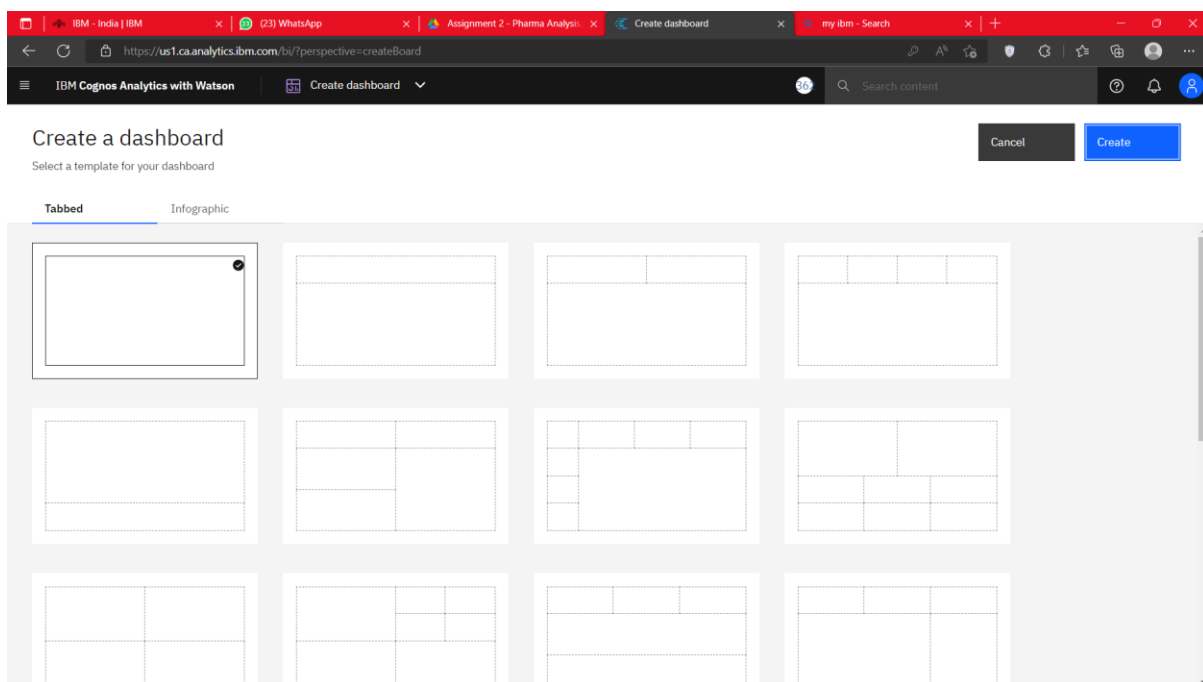 IBM - India | IBM
(23) WhatsApp
Assignment 2 - Pharma Analysis
Create dashboard
my ibm - Search
https://us1.ca.analytics.ibm.com/bi/?perspective=createBoard
IBM Cognos Analytics with Watson
Create dashboard
362
Search content
Create a dashboard
Select a template for your dashboard
Cancel
Create
Tabbed
Infographic